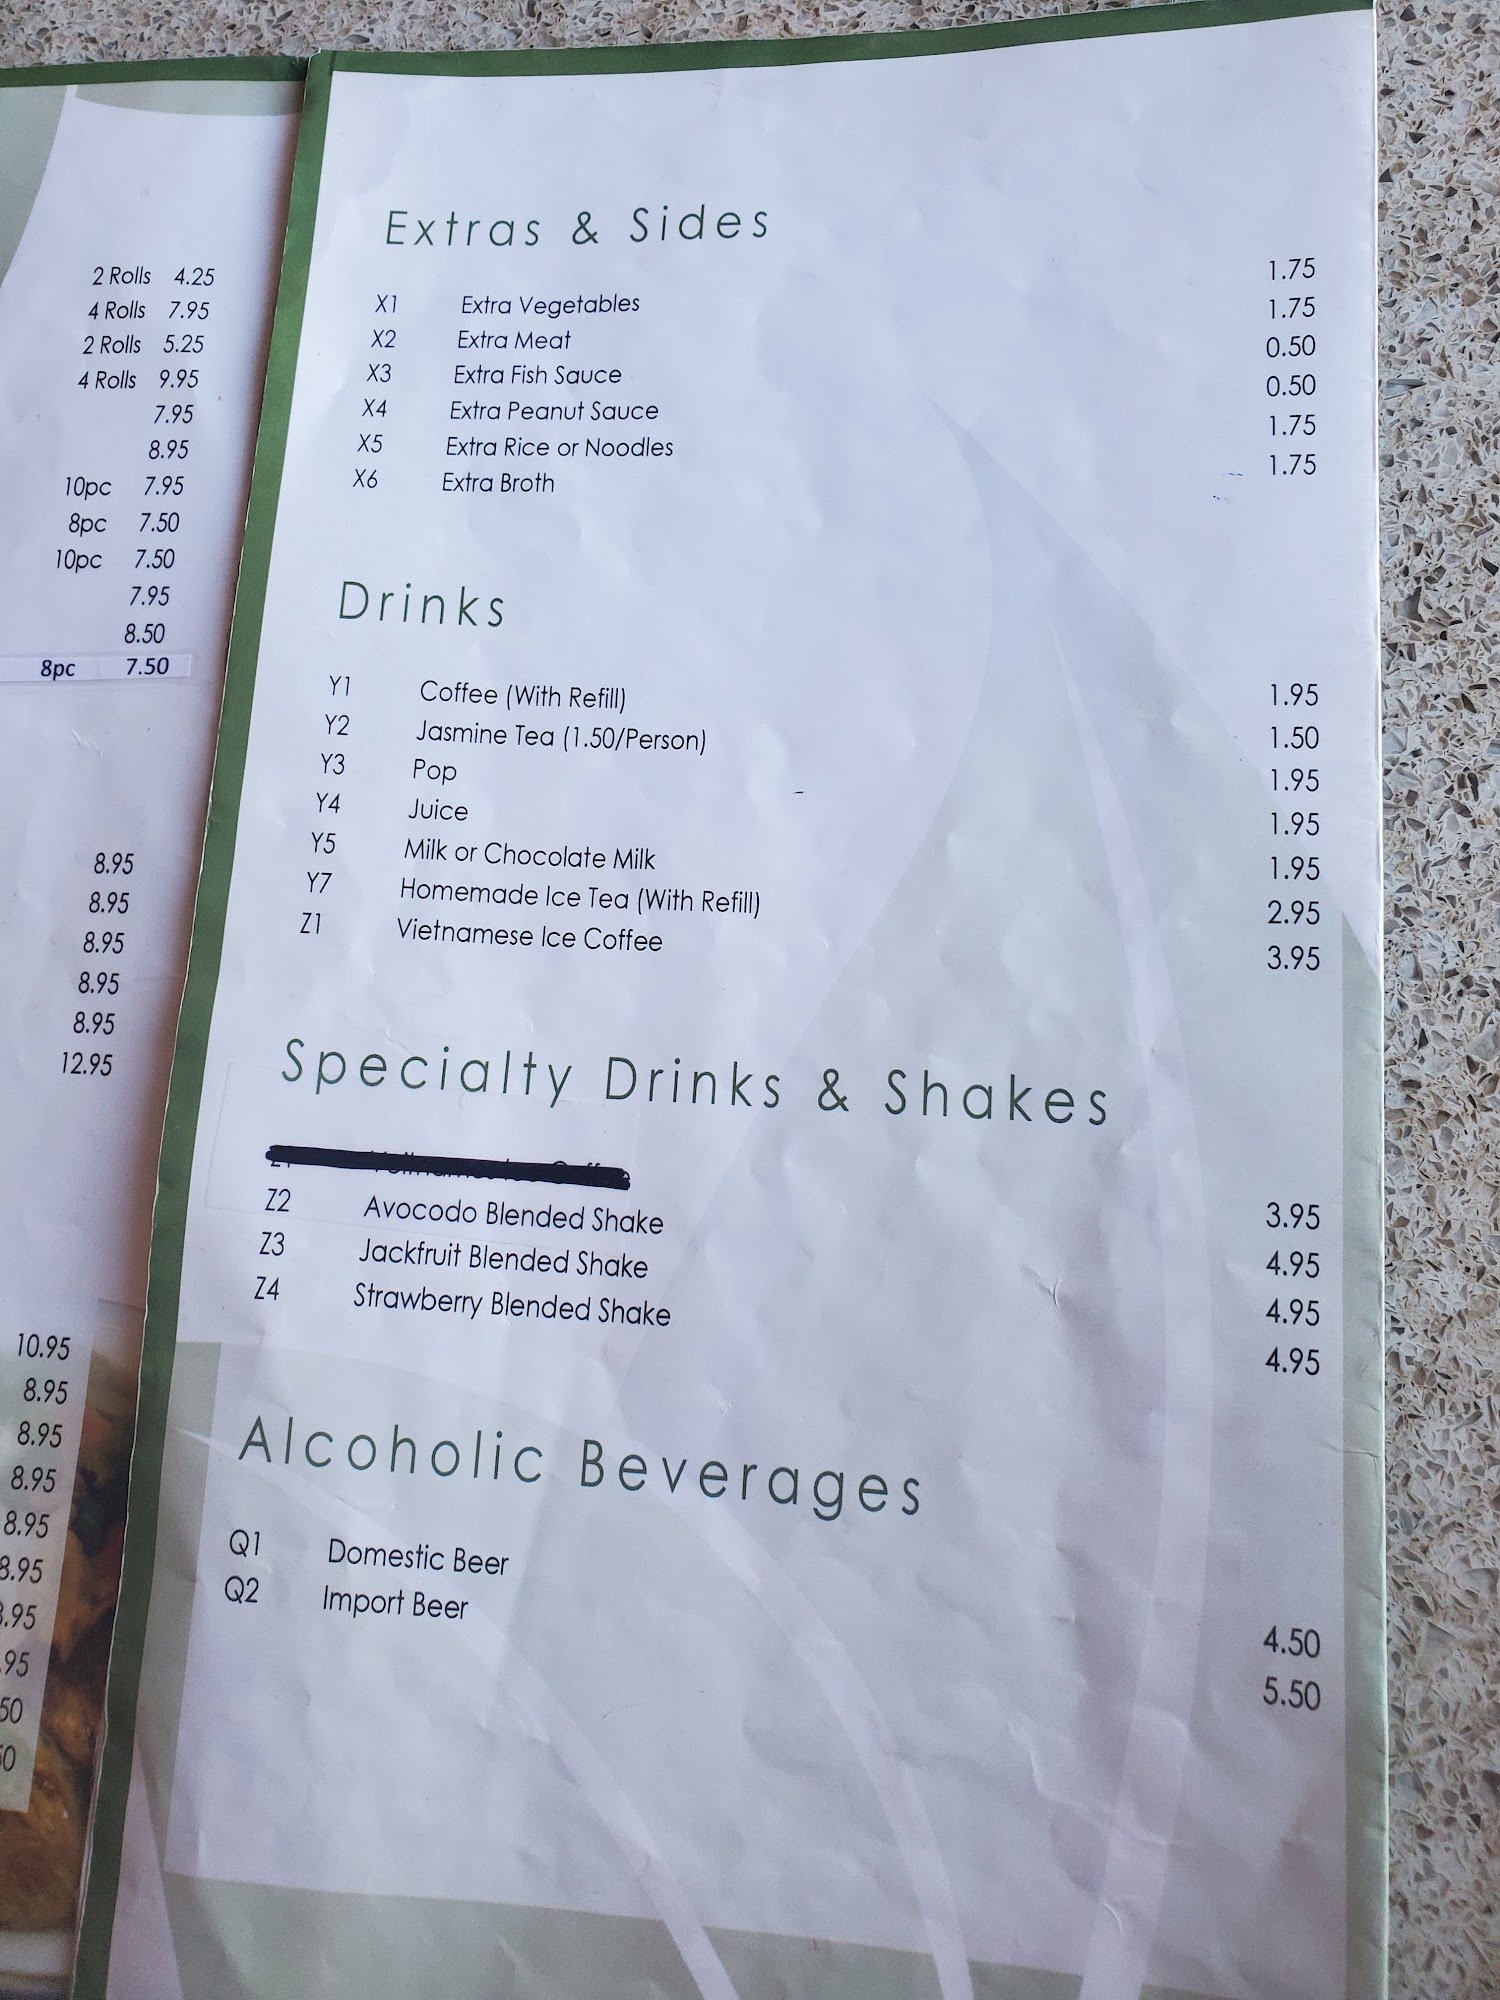 2 Rolls 4.25
4 Rolls 7.95
2 Rolls 5.25
4 Rolls 9.95
7.95
8.95
10pc 7.95
8pc 7.50
10pc 7.50
7.95
8.50
8pc 7.50
8.95
8.95
8.95
8.95
8.95
12.95
10.95
8.95
8.95
8.95
8.95
8.95
.95
.95
50
Extras & Sides
X1 Extra Vegetables 1.75
X2 Extra Meat 1.75
X3 Extra Fish Sauce 0.50
X4 Extra Peanut Sauce 0.50
X5 Extra Rice or Noodles 1.75
X6 Extra Broth 1.75
Drinks
Y1 Coffee (With Refill) 1.95
Y2 Jasmine Tea (1.50/Person) 1.50
Y3 Pop 1.95
Y4 Juice 1.95
Y5 Milk or Chocolate Milk 1.95
Y7 Homemade Ice Tea (With Refill) 2.95
Z1 Vietnamese Ice Coffee 3.95
Specialty Drinks & Shakes
3.95
Z2 Avocodo Blended Shake 4.95
Z3 Jackfruit Blended Shake 4.95
Z4 Strawberry Blended Shake 4.95
Alcoholic Beverages
Q1 Domestic Beer 4.50
Q2 Import Beer 5.50